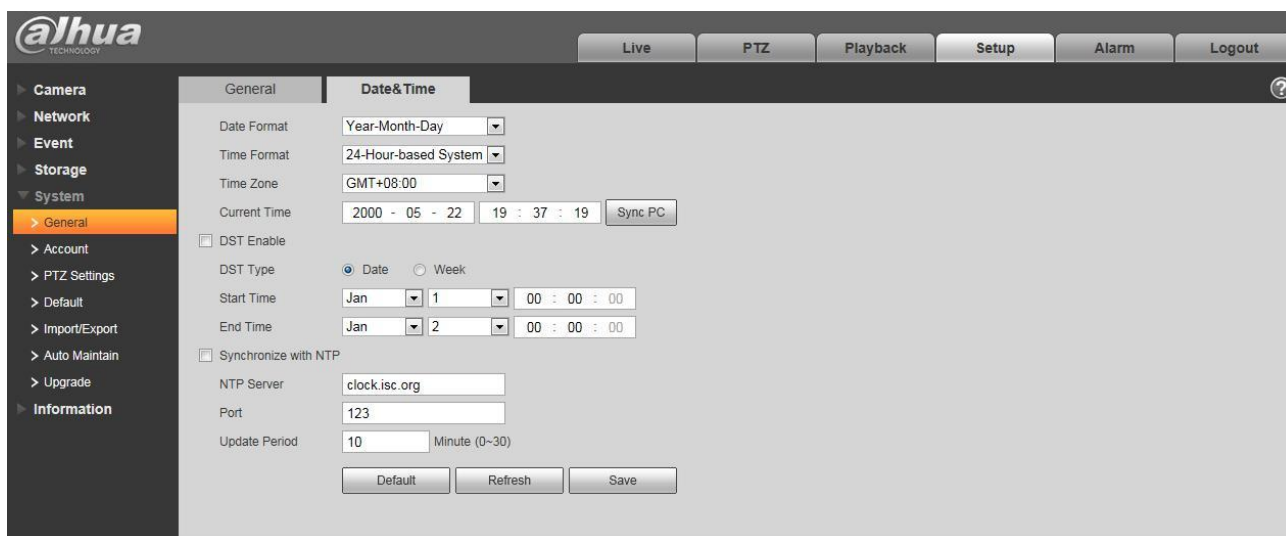 alhua
TECHNOLOGY
Live PTZ Playback Setup Alarm Logout
Camera
Network
Event
Storage
System
> General
> Account
> PTZ Settings
> Default
> Import/Export
> Auto Maintain
> Upgrade
Information
General Date&Time ?
Date Format Year-Month-Day
Time Format 24-Hour-based System
Time Zone GMT+08:00
Current Time 2000 - 05 - 22 19 : 37 : 19 Sync PC
DST Enable
DST Type Date Week
Start Time Jan 1 00 : 00 : 00
End Time Jan 2 00 : 00 : 00
Synchronize with NTP
NTP Server clock.isc.org
Port 123
Update Period 10 Minute (0~30)
Default Refresh Save